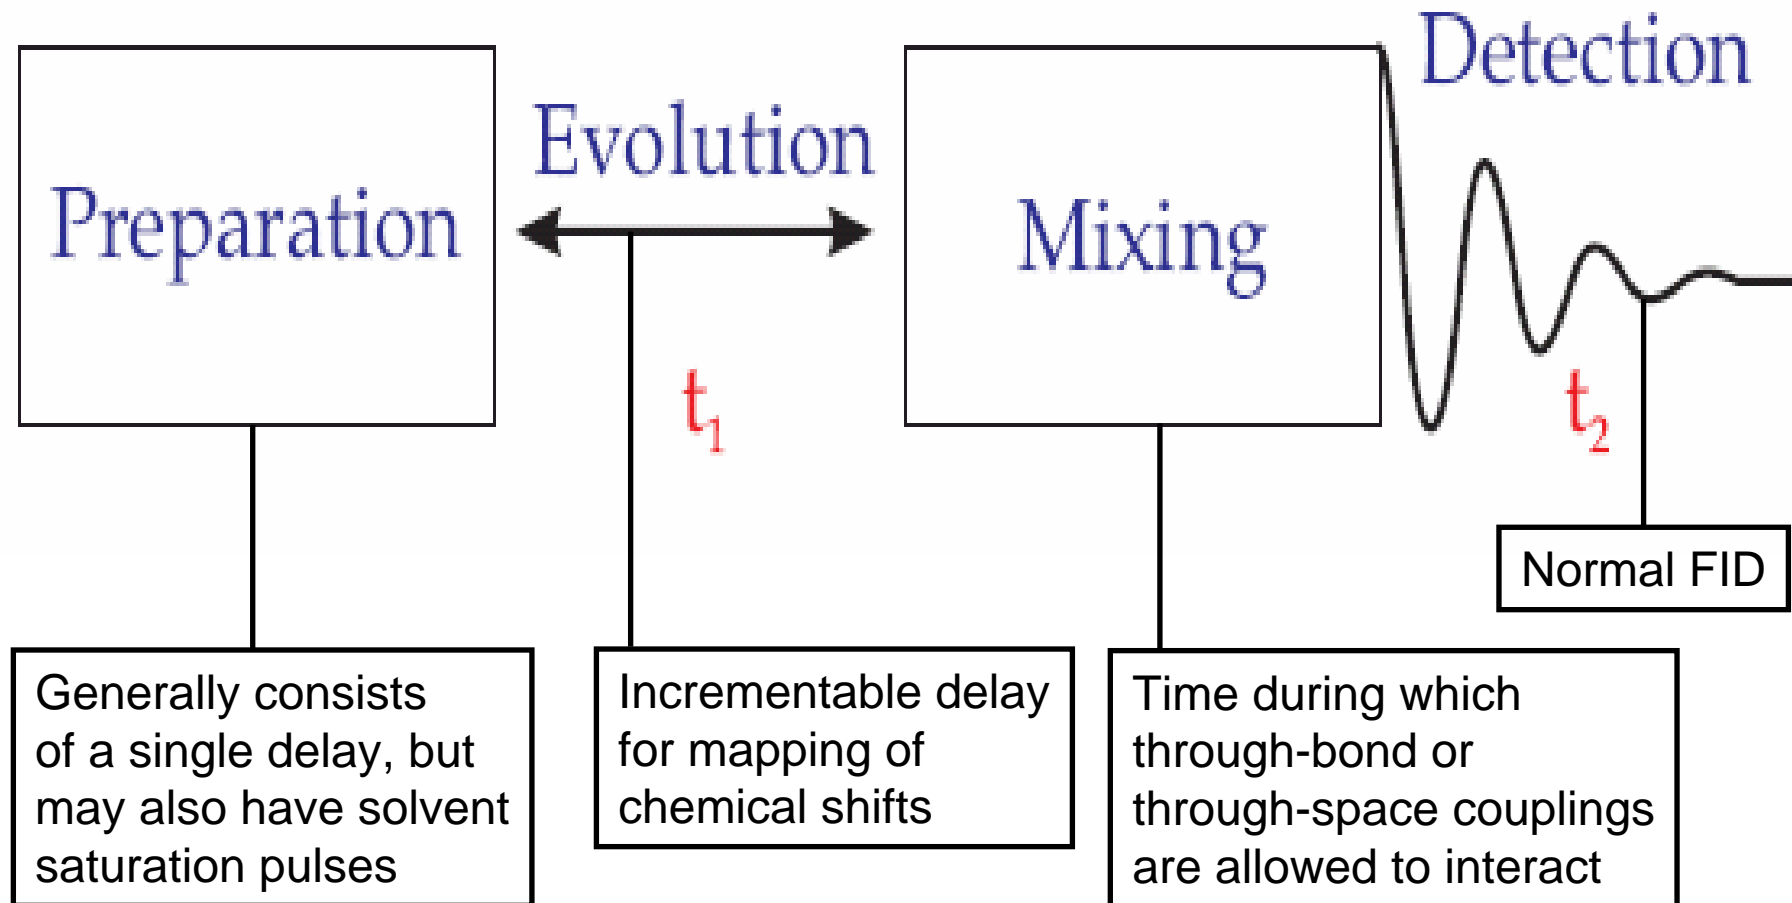 Preparation
Evolution
Mixing
Detection
t₁
t₂
Normal FID
Generally consists
of a single delay, but
may also have solvent
saturation pulses
Incrementable delay
for mapping of
chemical shifts
Time during which
through-bond or
through-space couplings
are allowed to interact